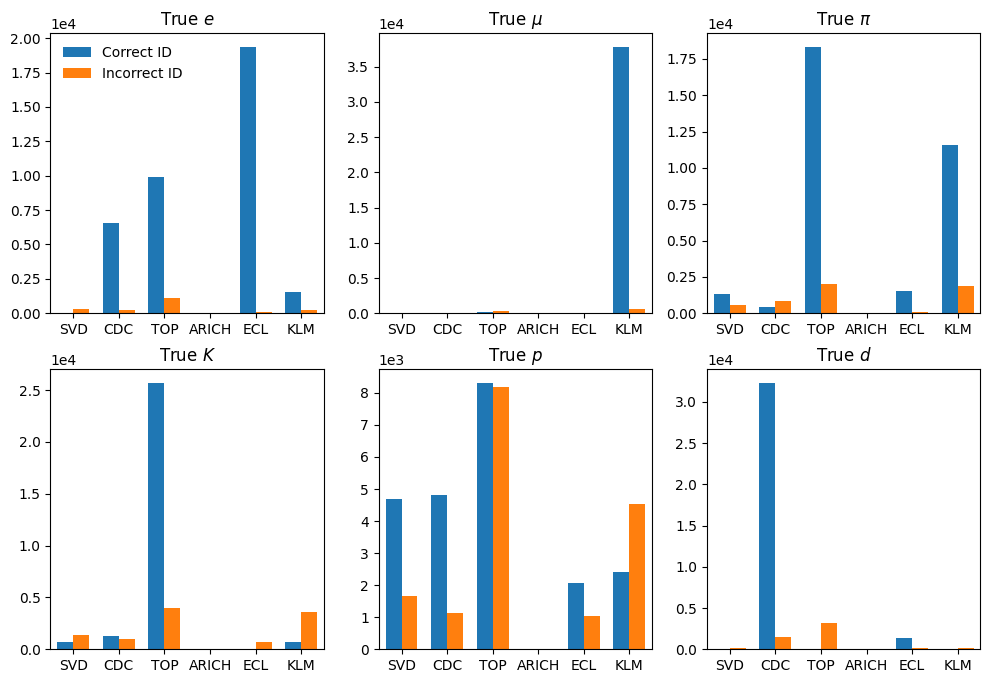 True e
1e4
2.00
1.75
1.50
1.25
1.00
0.75
0.50
0.25
0.00
Correct ID
Incorrect ID
SVD CDC TOP ARICH ECL KLM
True μ
1e4
3.5
3.0
2.5
2.0
1.5
1.0
0.5
0.0
SVD CDC TOP ARICH ECL KLM
True π
1e4
1.75
1.50
1.25
1.00
0.75
0.50
0.25
0.00
SVD CDC TOP ARICH ECL KLM
True K
1e4
2.5
2.0
1.5
1.0
0.5
0.0
SVD CDC TOP ARICH ECL KLM
True p
1e3
8
7
6
5
4
3
2
1
0
SVD CDC TOP ARICH ECL KLM
True d
1e4
3.0
2.5
2.0
1.5
1.0
0.5
0.0
SVD CDC TOP ARICH ECL KLM